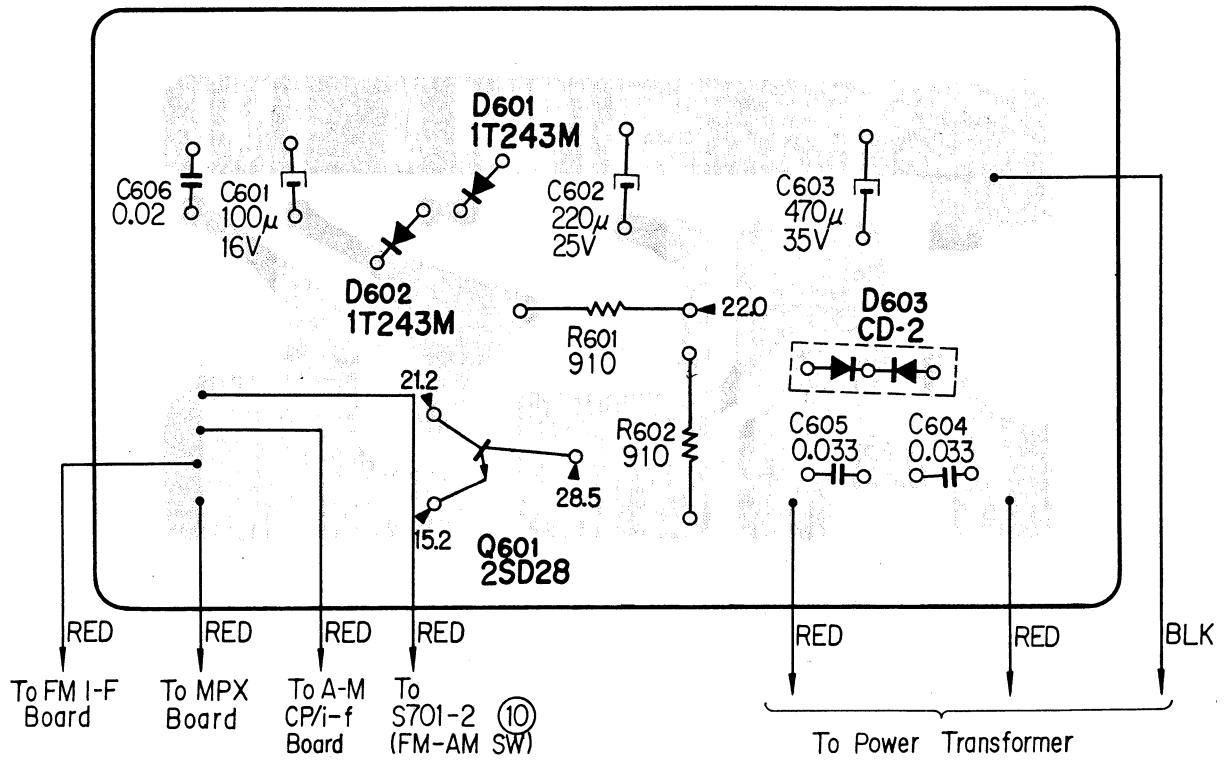 D601
1T243M
C606
0.02
C601
100μ
16V
C602
220μ
25V
C603
470μ
35V
D602
1T243M
R601
910
22.0
D603
CD-2
21.2
R602
910
C605
0.033
C604
0.033
28.5
15.2
Q601
2SD28
RED
RED
RED
RED
RED
RED
BLK
To FM I-F
Board
To MPX
Board
To A-M
CP/i-f
Board
To
S701-2 ⑩
(FM-AM SW)
To Power Transformer